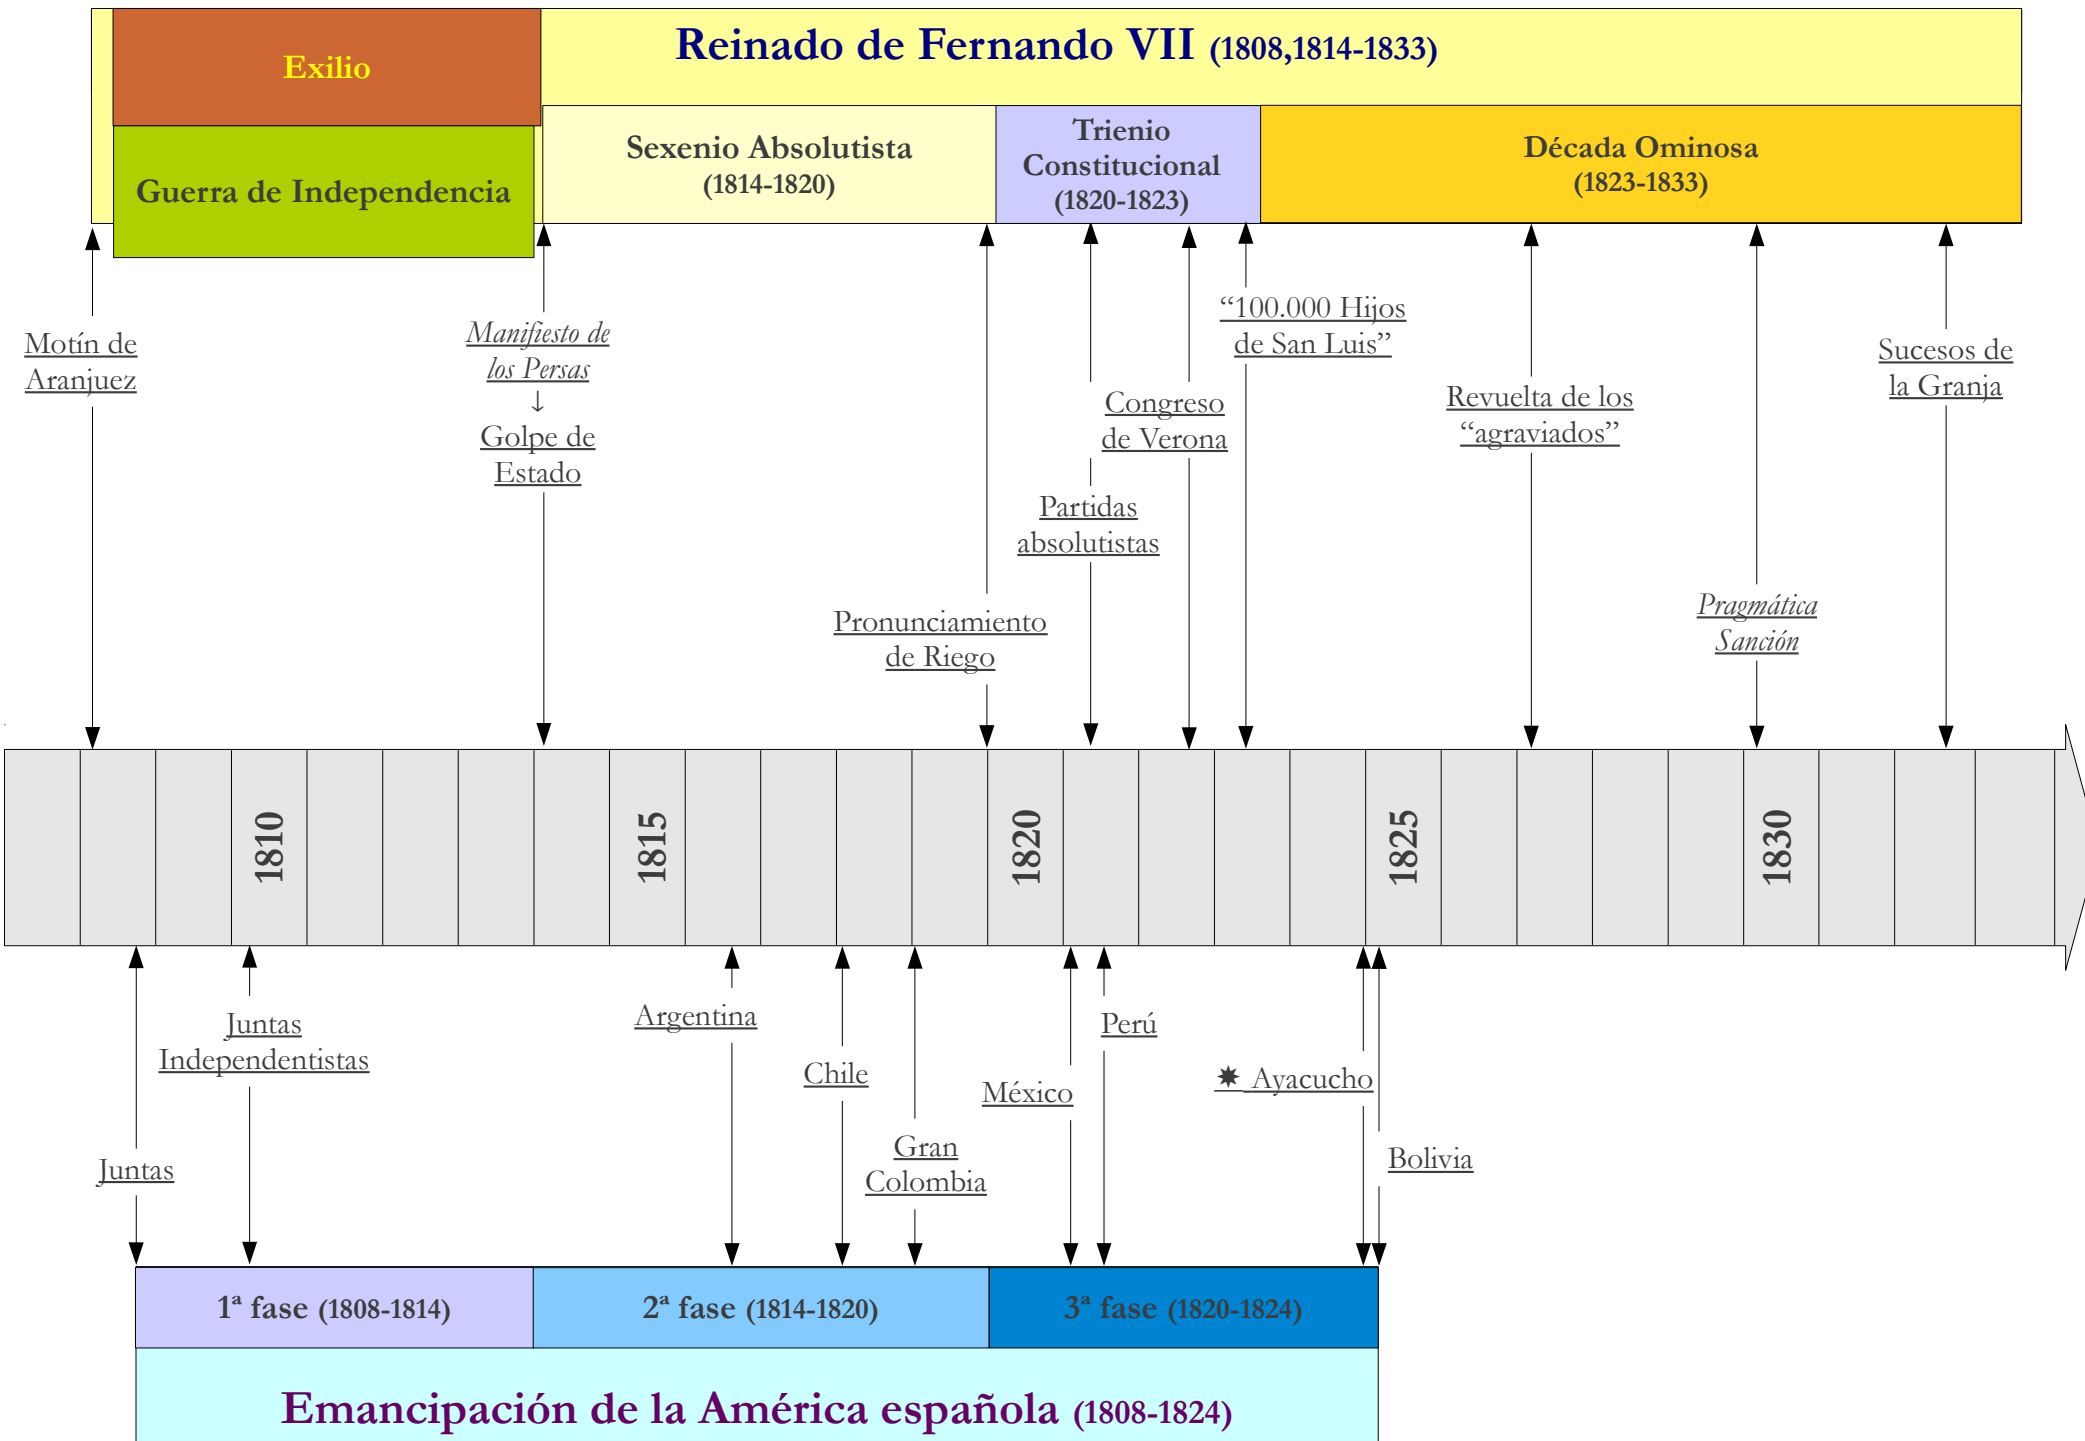 Reinado de Fernando VII (1808,1814-1833)
Exilio
Guerra de Independencia
Sexenio Absolutista
(1814-1820)
Trienio
Constitucional
(1820-1823)
Década Ominosa
(1823-1833)
Motín de
Aranjuez
Manifiesto de
los Persas
↓
Golpe de
Estado
Pronunciamiento
de Riego
Partidas
absolutistas
Congreso
de Verona
“100.000 Hijos
de San Luis”
Revuelta de los
“agraviados”
Pragmática
Sanción
Sucesos de
la Granja
1810
1815
1820
1825
1830
Juntas
Juntas
Independentistas
Argentina
Chile
Gran
Colombia
México
Perú
✸ Ayacucho
Bolivia
1ª fase (1808-1814)
2ª fase (1814-1820)
3ª fase (1820-1824)
Emancipación de la América española (1808-1824)